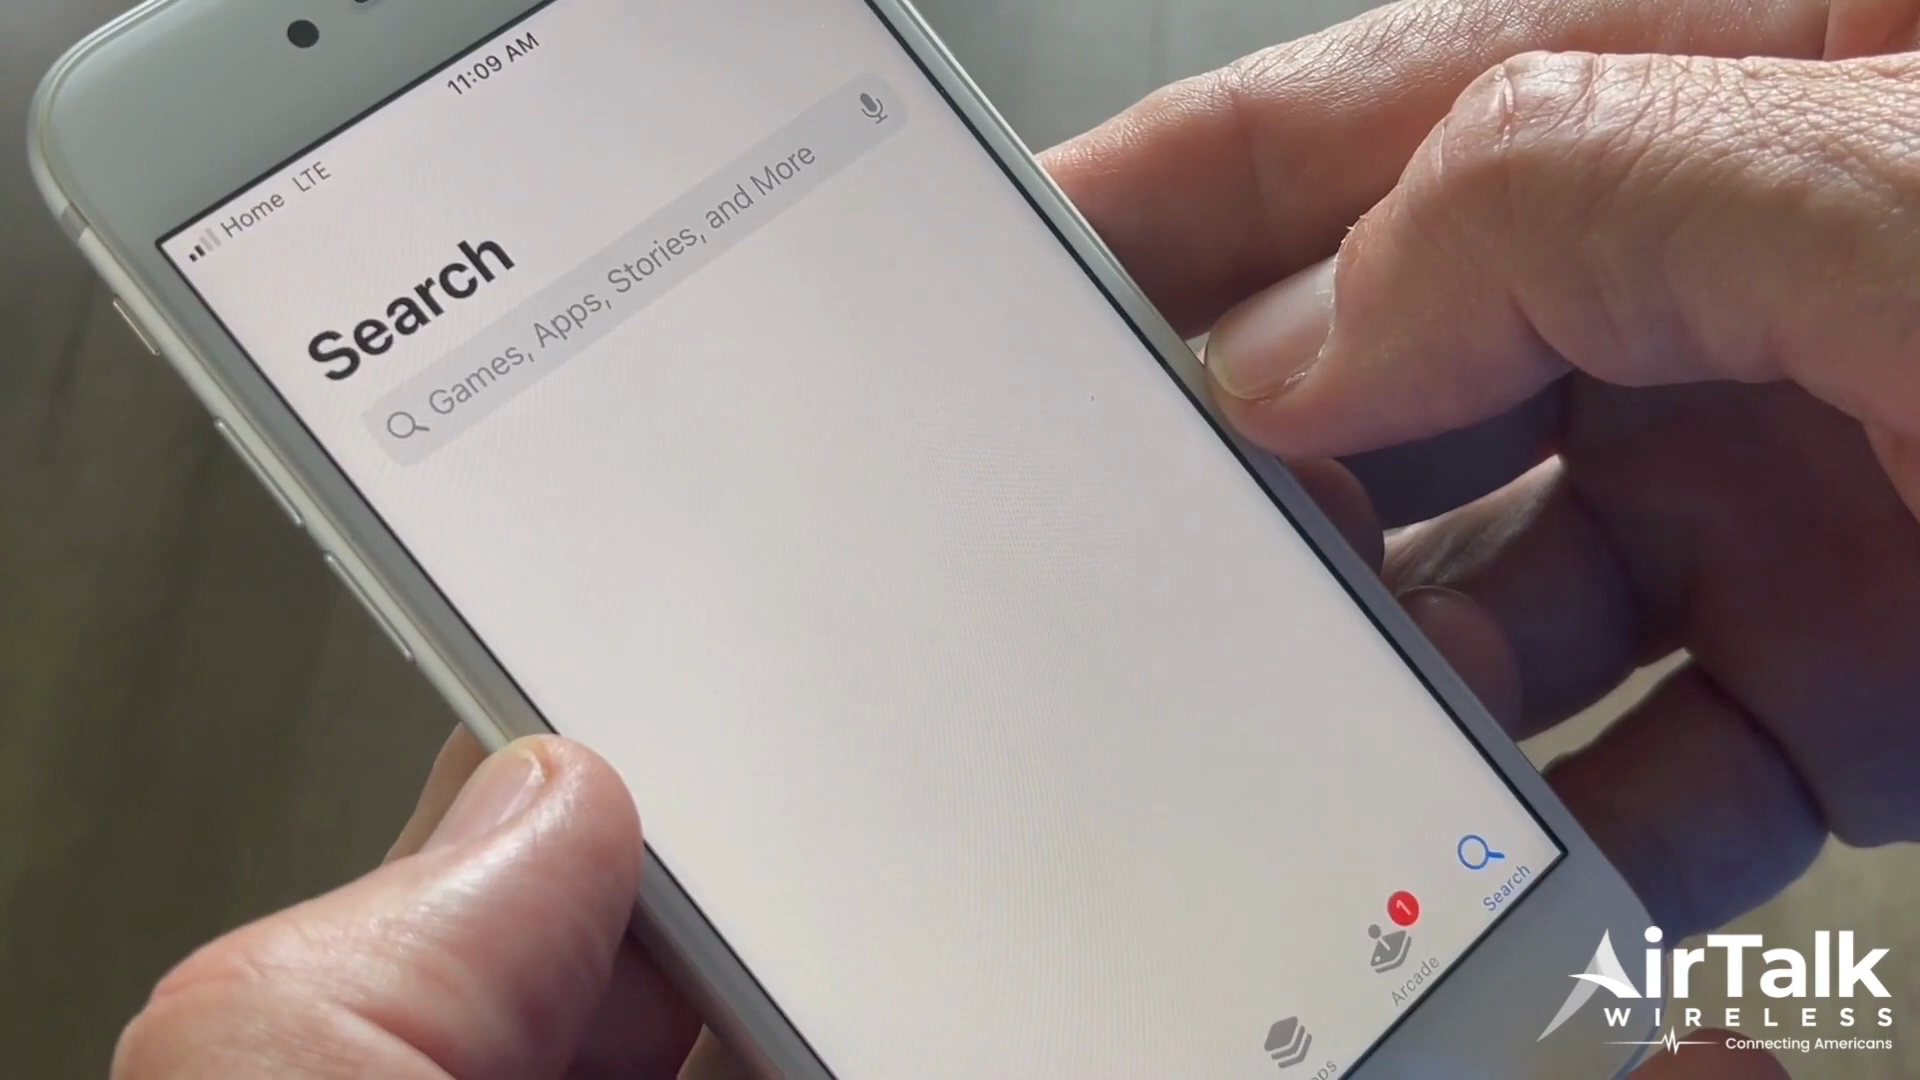 11:09 AM
Home LTE
Search
Games, Apps, Stories, and More
Search
1
Arcade
AirTalk
WIRELESS
Connecting Americans